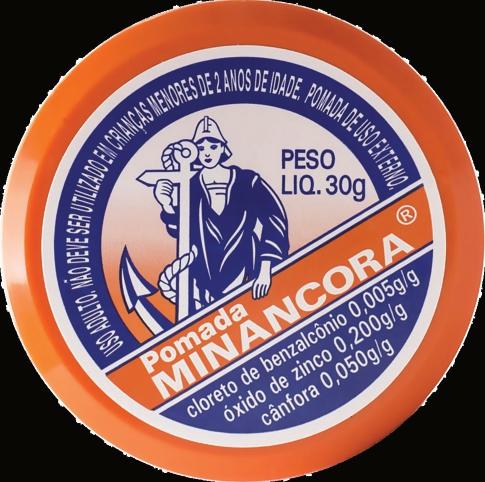 USO ADULTO. NÃO DEVE SER UTILIZADO EM CRIANÇAS MENORES DE 2 ANOS DE IDADE. POMADA DE USO EXTERNO.
PESO
LIQ. 30g
Pomada
MINANCORA®
cloreto de benzalcônio 0,005g/g
óxido de zinco 0,200g/g
cânfora 0,050g/g